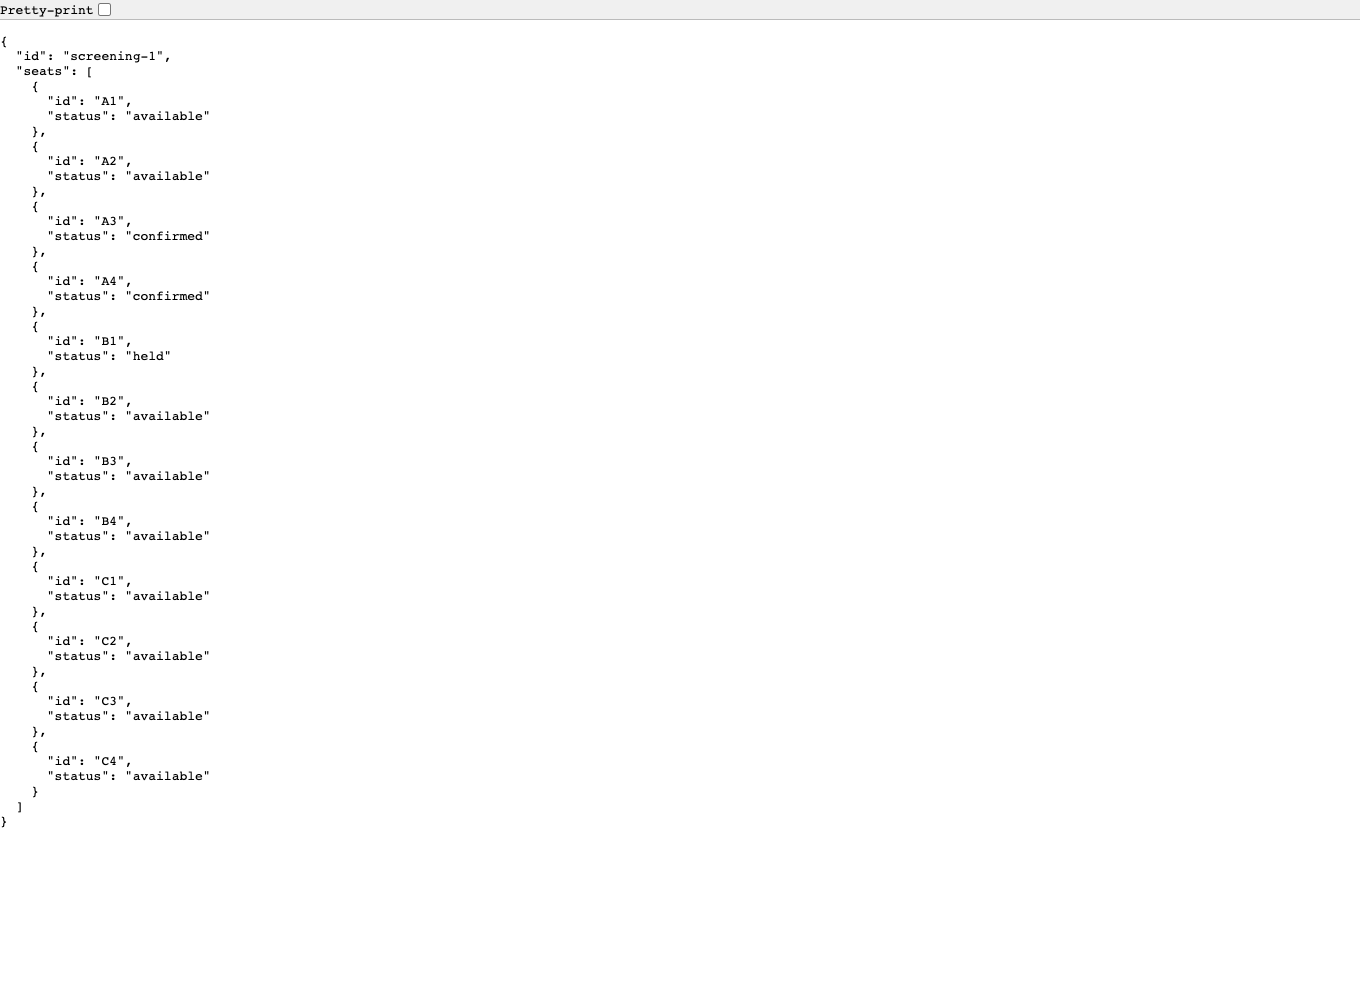 Pretty-print
{
  "id": "screening-1",
  "seats": [
    {
      "id": "A1",
      "status": "available"
    },
    {
      "id": "A2",
      "status": "available"
    },
    {
      "id": "A3",
      "status": "confirmed"
    },
    {
      "id": "A4",
      "status": "confirmed"
    },
    {
      "id": "B1",
      "status": "held"
    },
    {
      "id": "B2",
      "status": "available"
    },
    {
      "id": "B3",
      "status": "available"
    },
    {
      "id": "B4",
      "status": "available"
    },
    {
      "id": "C1",
      "status": "available"
    },
    {
      "id": "C2",
      "status": "available"
    },
    {
      "id": "C3",
      "status": "available"
    },
    {
      "id": "C4",
      "status": "available"
    }
  ]
}